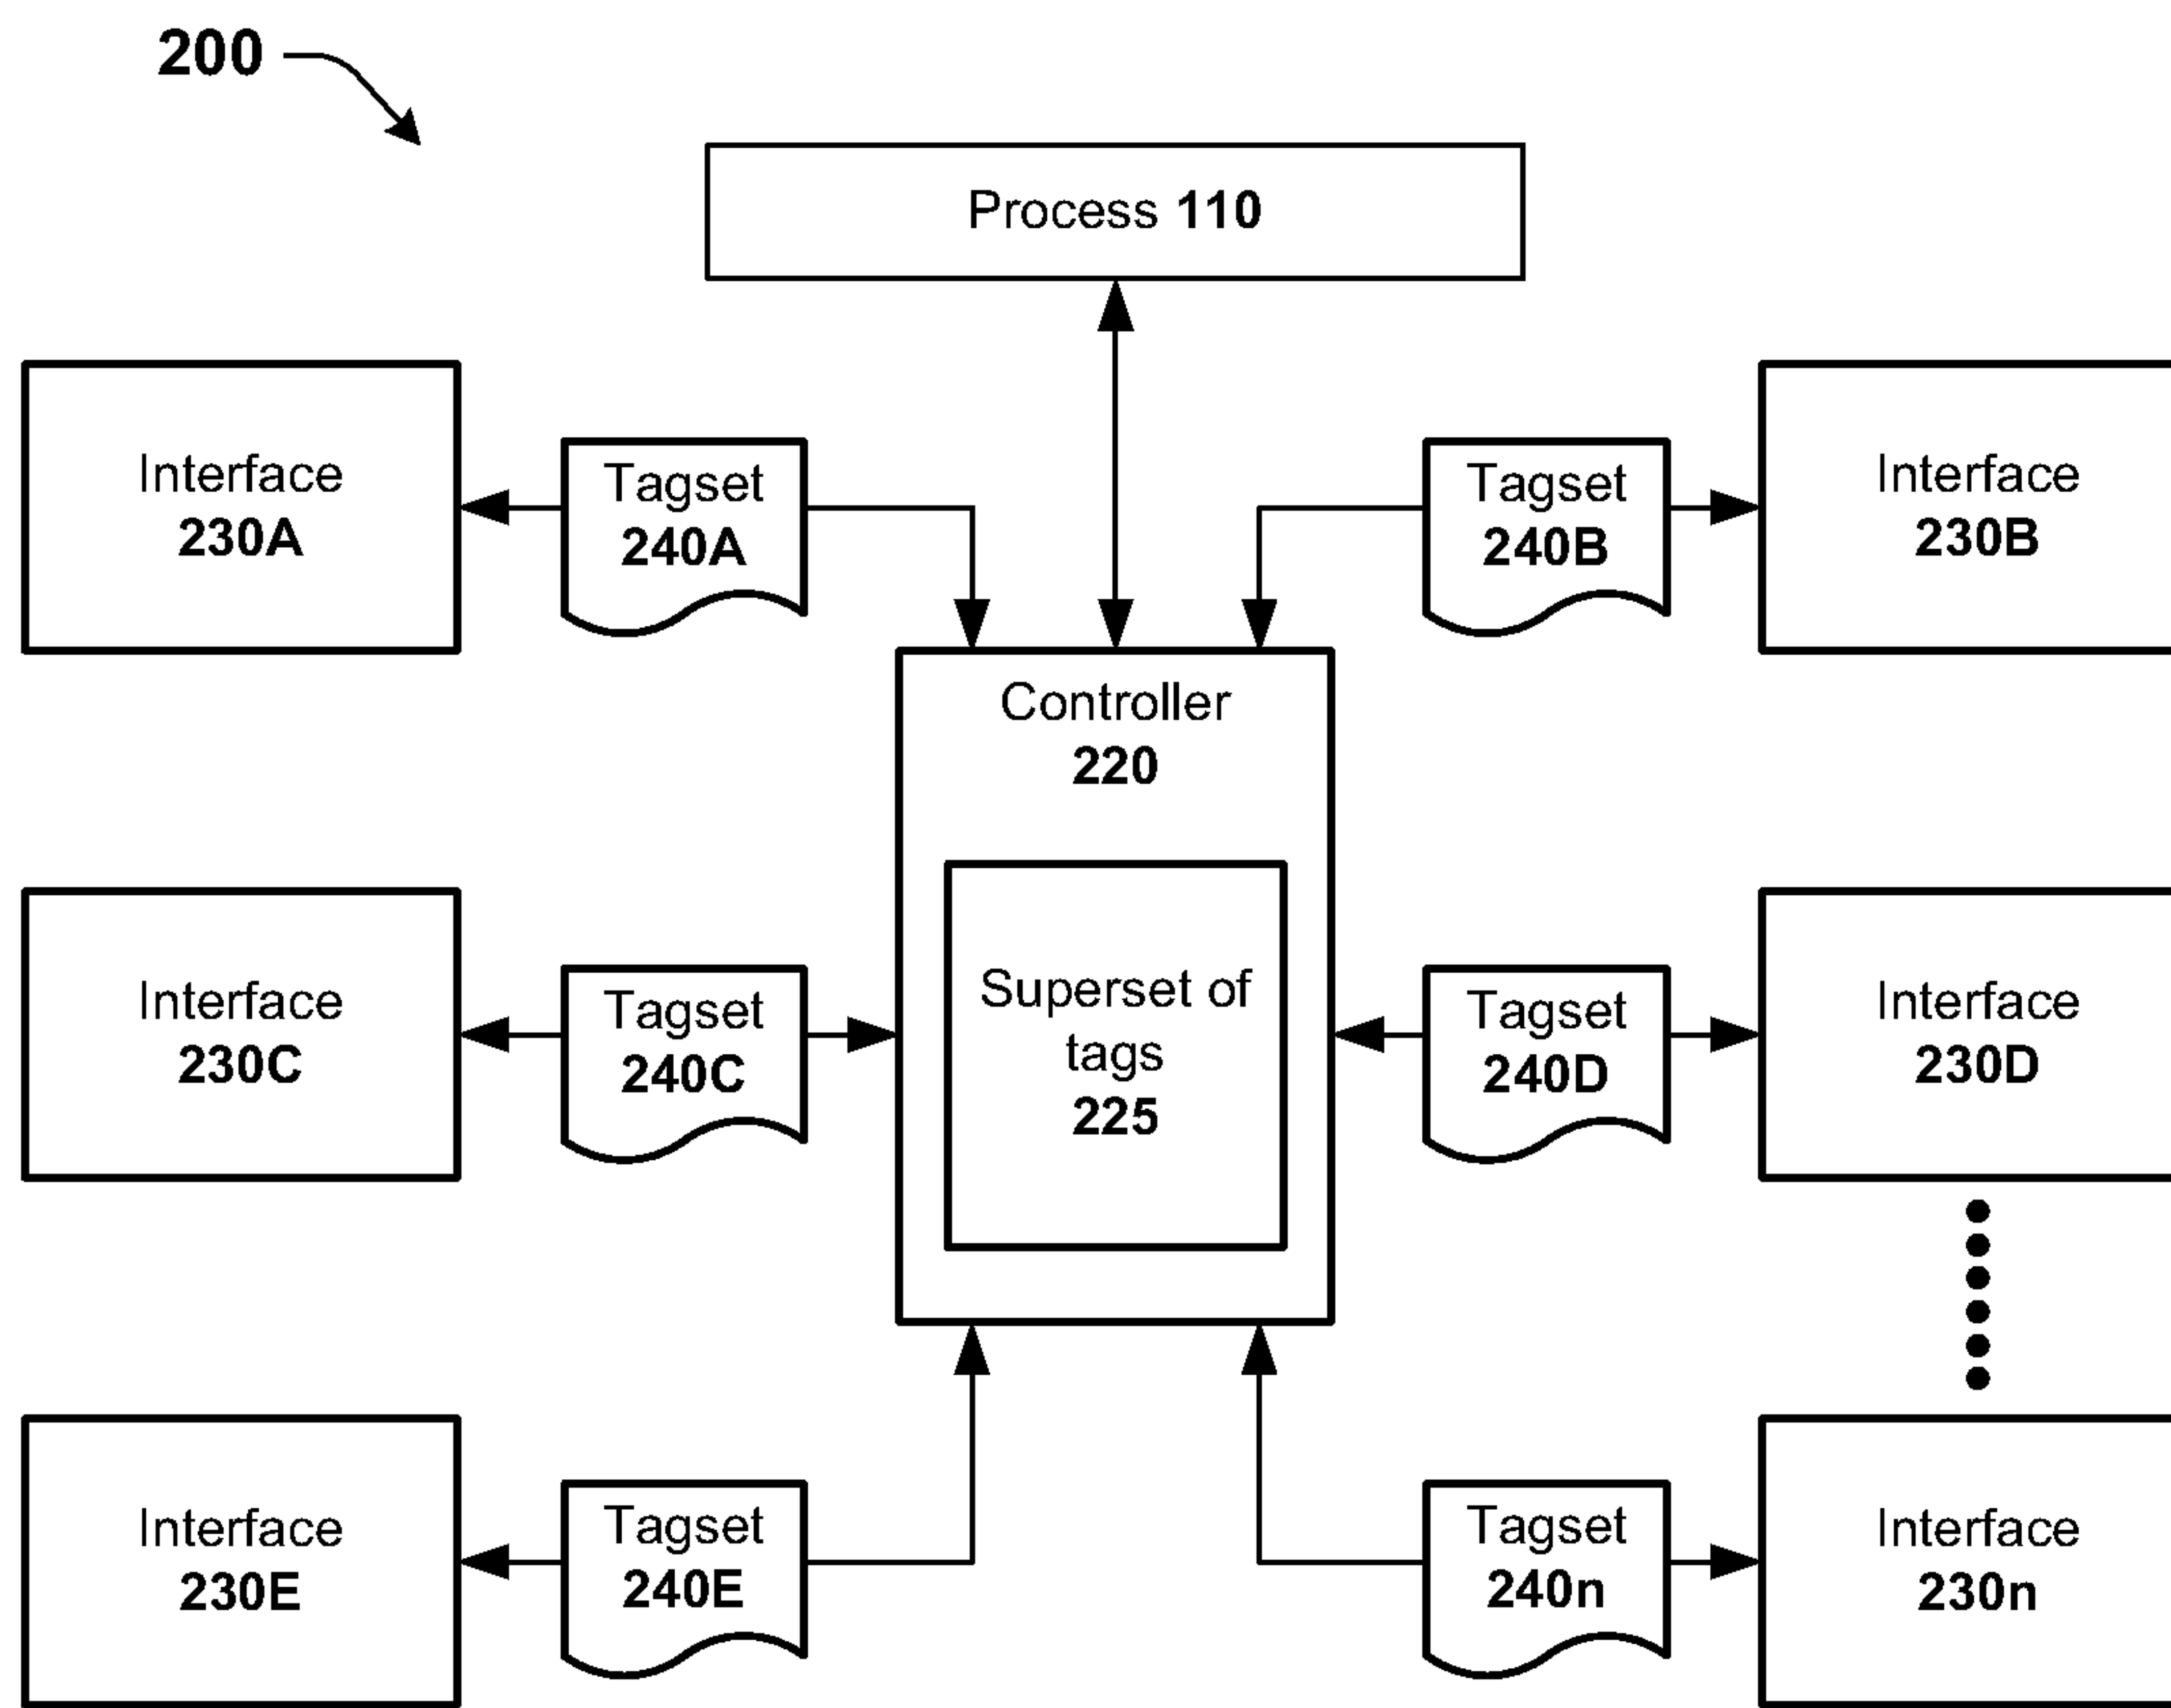 200
Process 110
Interface
230A
Tagset
240A
Tagset
240B
Interface
230B
Controller
220
Interface
230C
Tagset
240C
Superset of
tags
225
Tagset
240D
Interface
230D
Interface
230E
Tagset
240E
Tagset
240n
Interface
230n